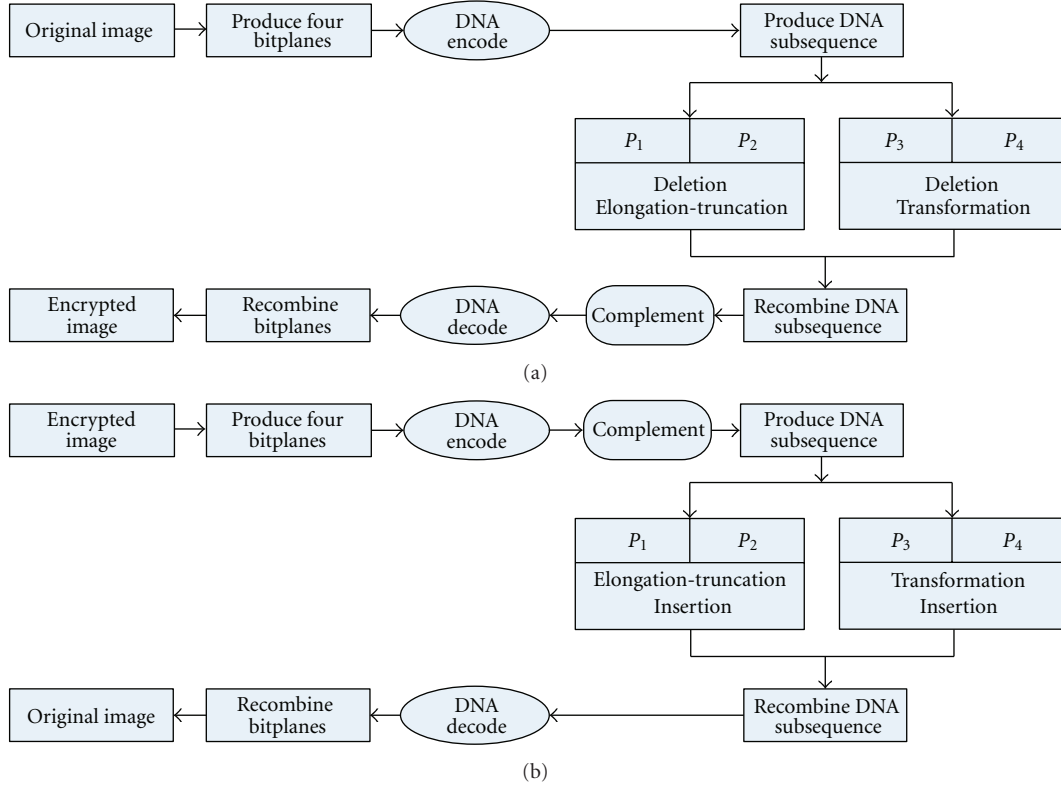 Original image
Produce four
bitplanes
DNA
encode
Produce DNA
subsequence
P1
P2
P3
P4
Deletion
Elongation-truncation
Deletion
Transformation
Encrypted
image
Recombine
bitplanes
DNA
decode
Complement
Recombine DNA
subsequence
(a)
Encrypted
image
Produce four
bitplanes
DNA
encode
Complement
Produce DNA
subsequence
P1
P2
P3
P4
Elongation-truncation
Insertion
Transformation
Insertion
Original image
Recombine
bitplanes
DNA
decode
Recombine DNA
subsequence
(b)